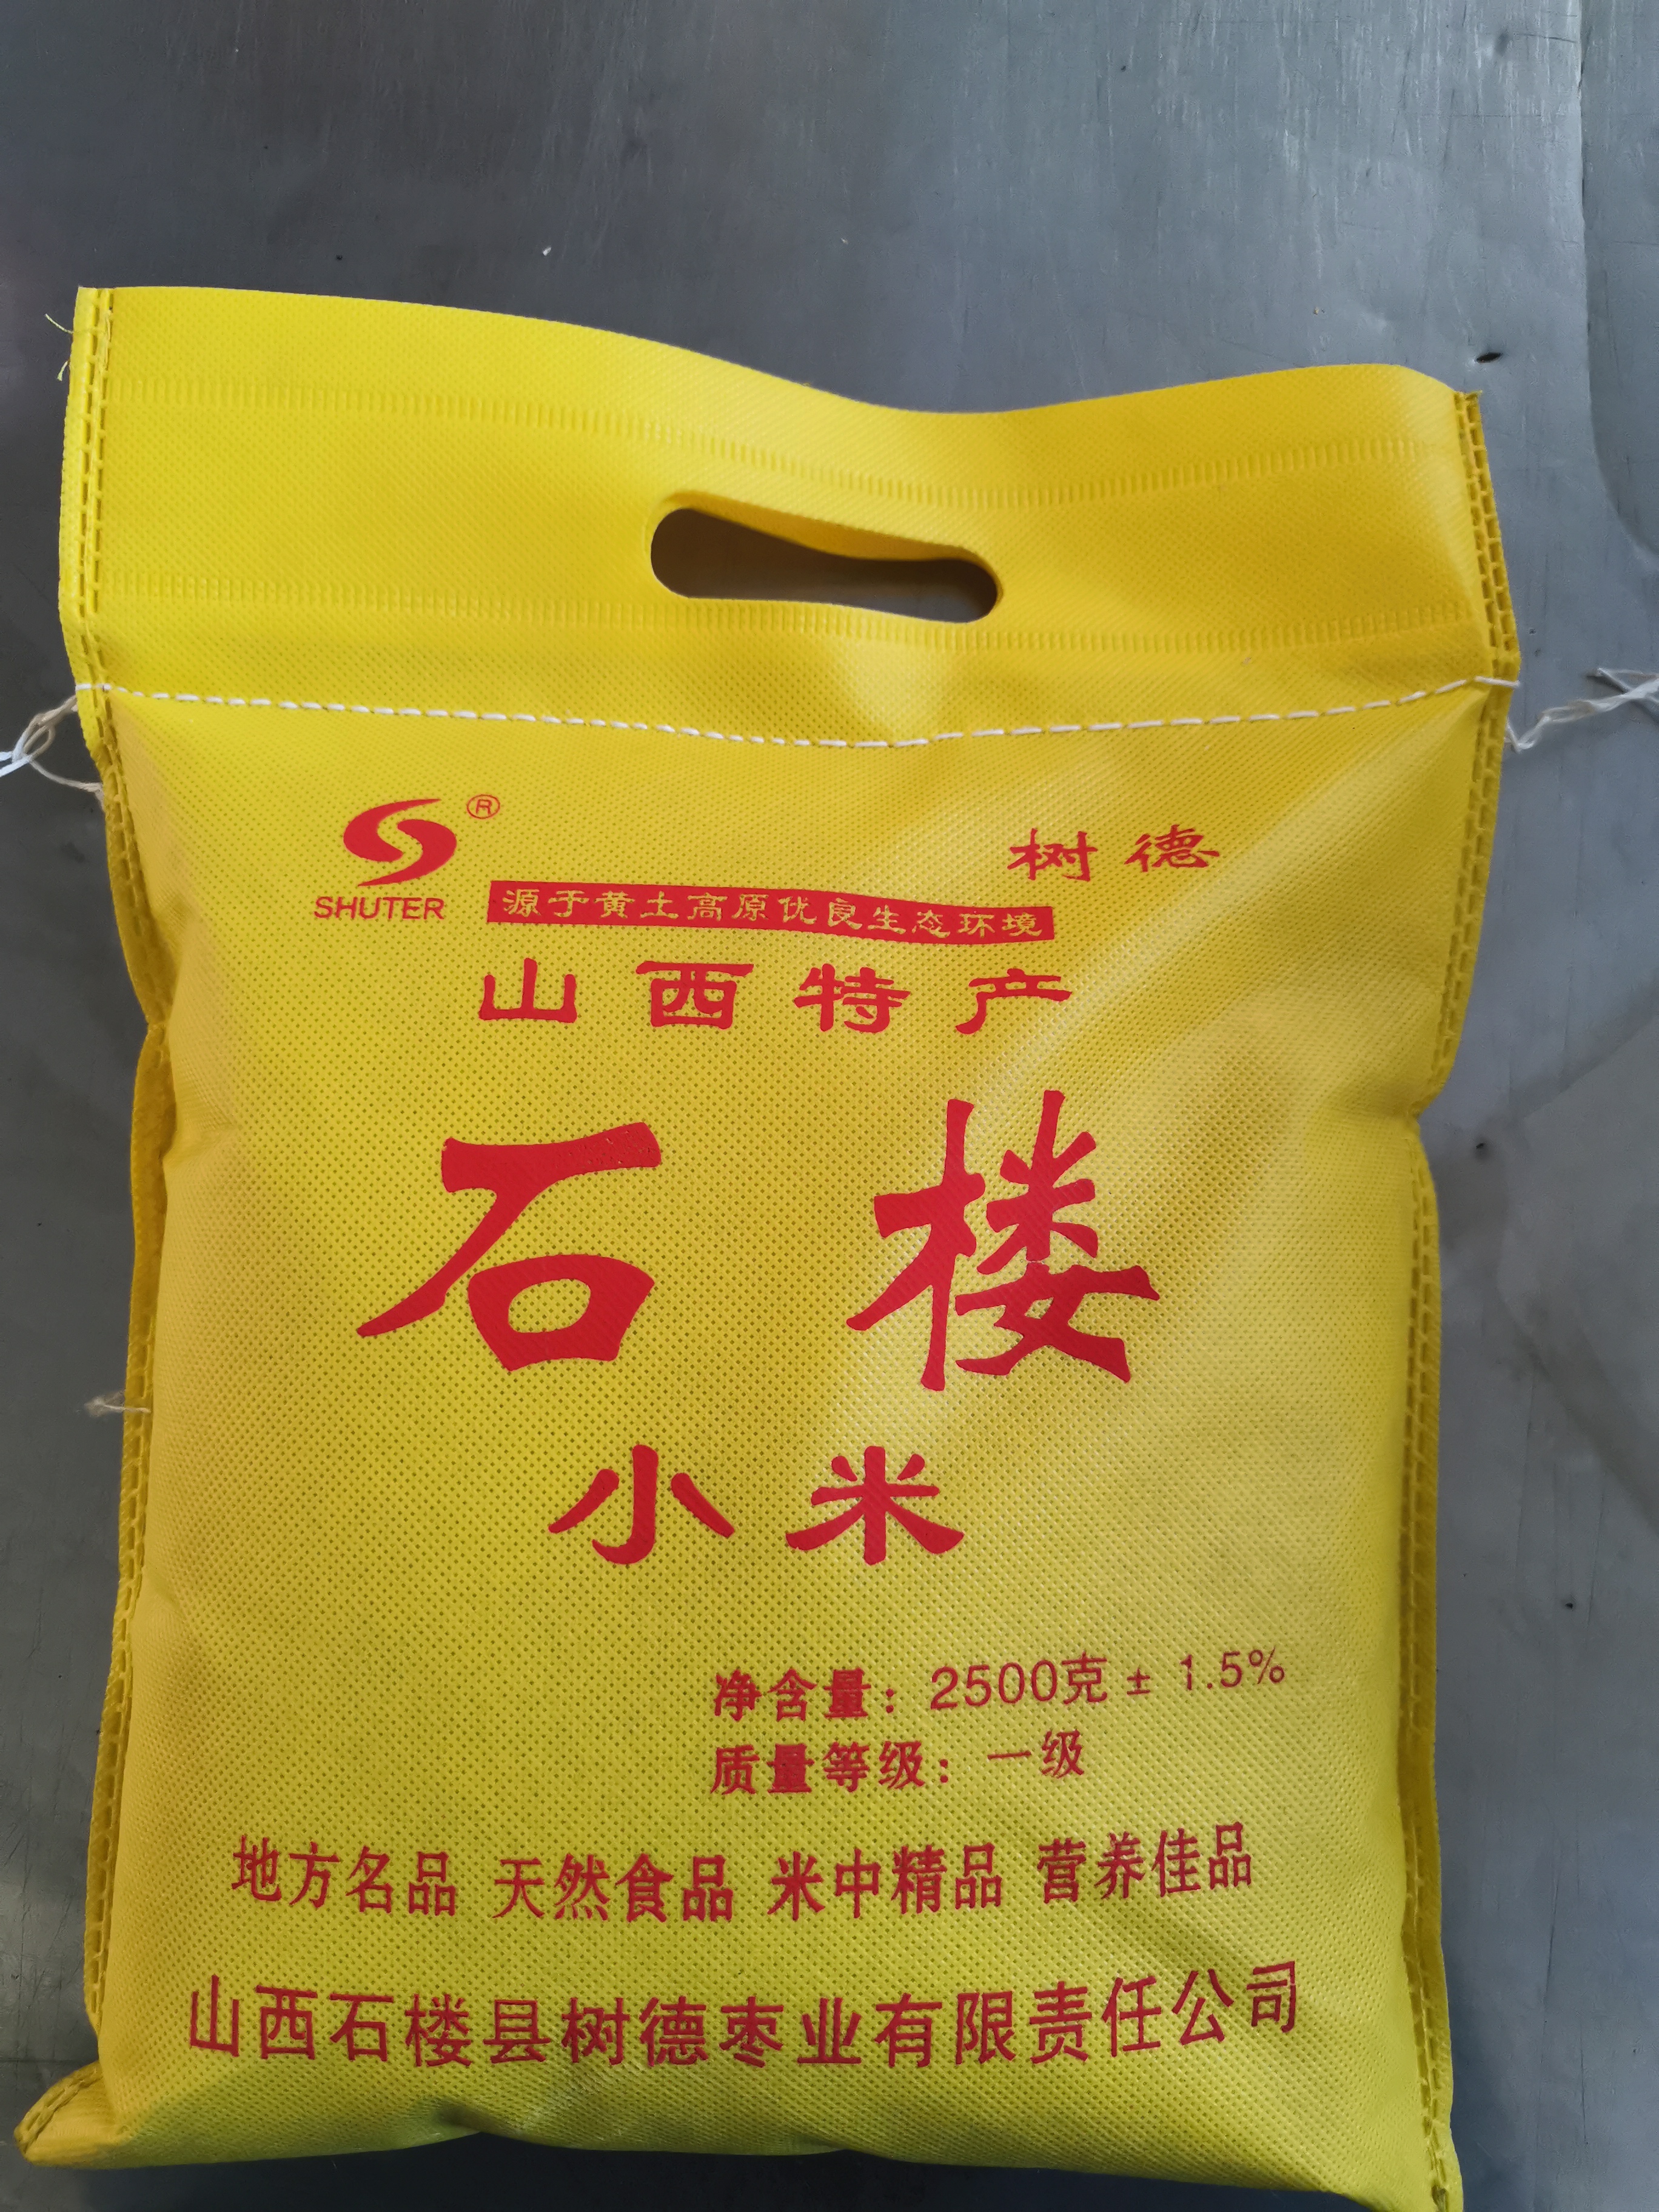 ®
树德
SHUTER
源于黄土高原优良生态环境
山西特产
石楼
小米
净含量：2500克 ± 1.5%
质量等级：一级
地方名品 天然食品 米中精品 营养佳品
山西石楼县树德枣业有限责任公司